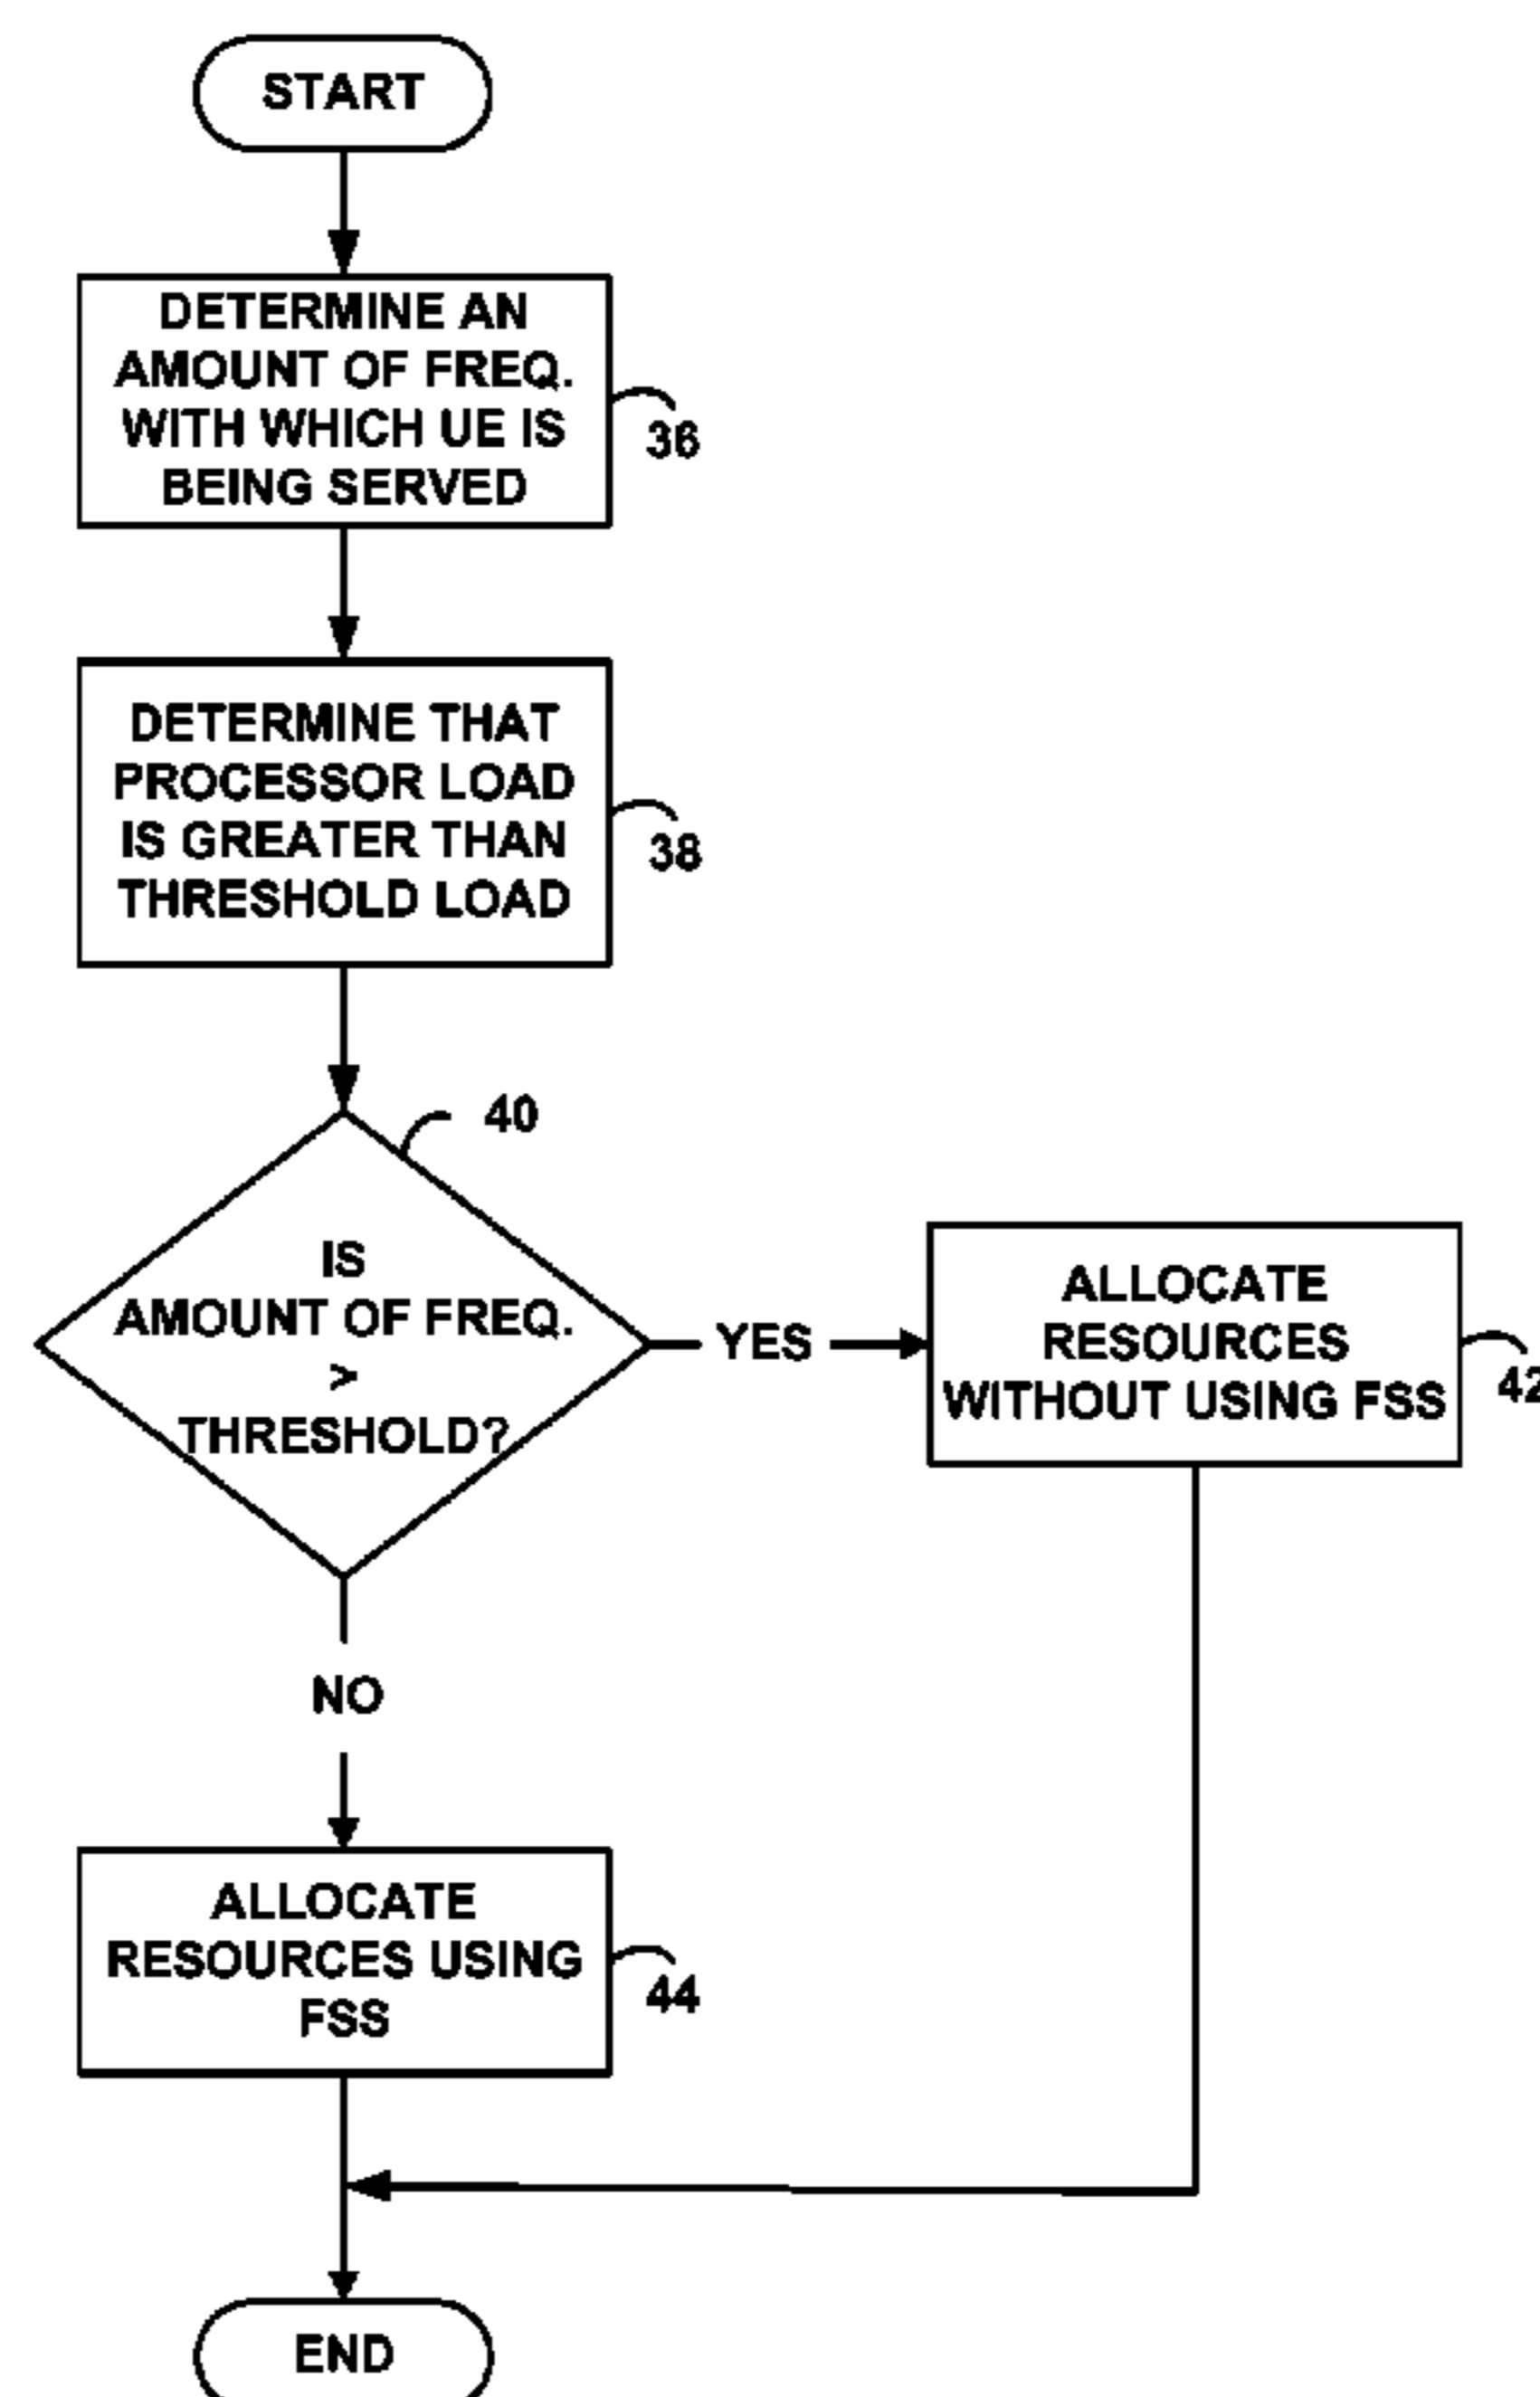 START
DETERMINE AN
AMOUNT OF FREQ.
WITH WHICH UE IS
BEING SERVED
36
DETERMINE THAT
PROCESSOR LOAD
IS GREATER THAN
THRESHOLD LOAD
38
40
IS
AMOUNT OF FREQ.
>
THRESHOLD?
YES
ALLOCATE
RESOURCES
WITHOUT USING FSS
42
NO
ALLOCATE
RESOURCES USING
FSS
44
END